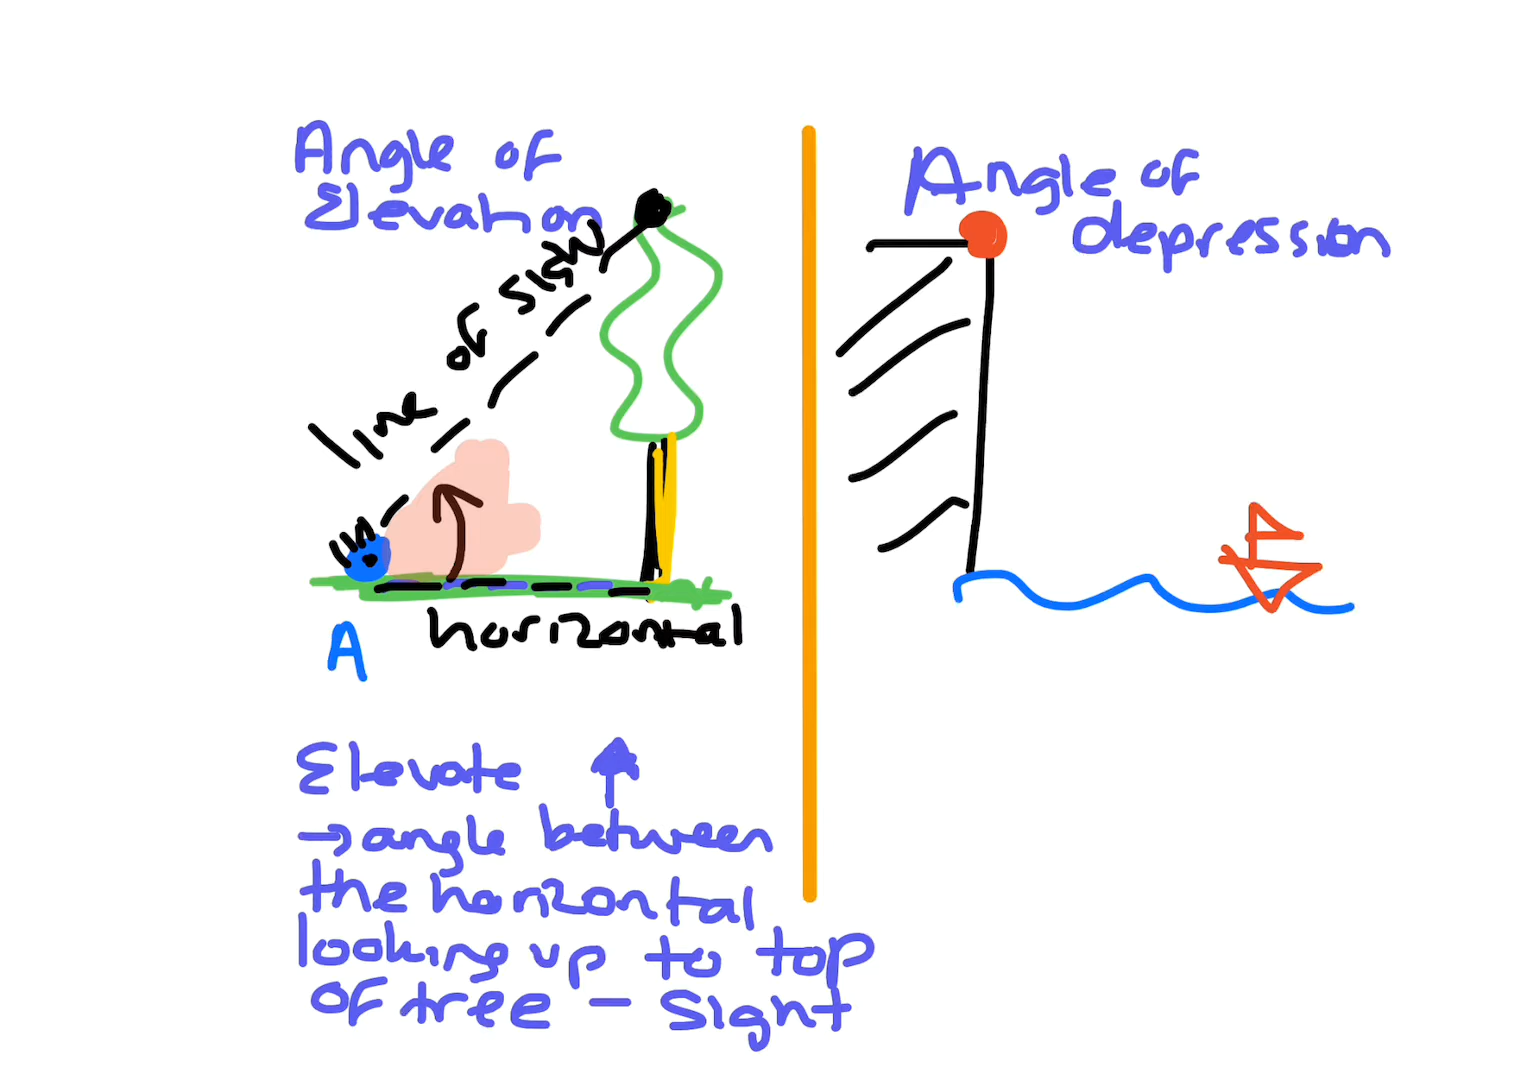 Angle of
Elevation
line of sight
A
horizontal
Elevate
→ angle between
the horizontal
looking up to top
of tree - sight
Angle of
depression